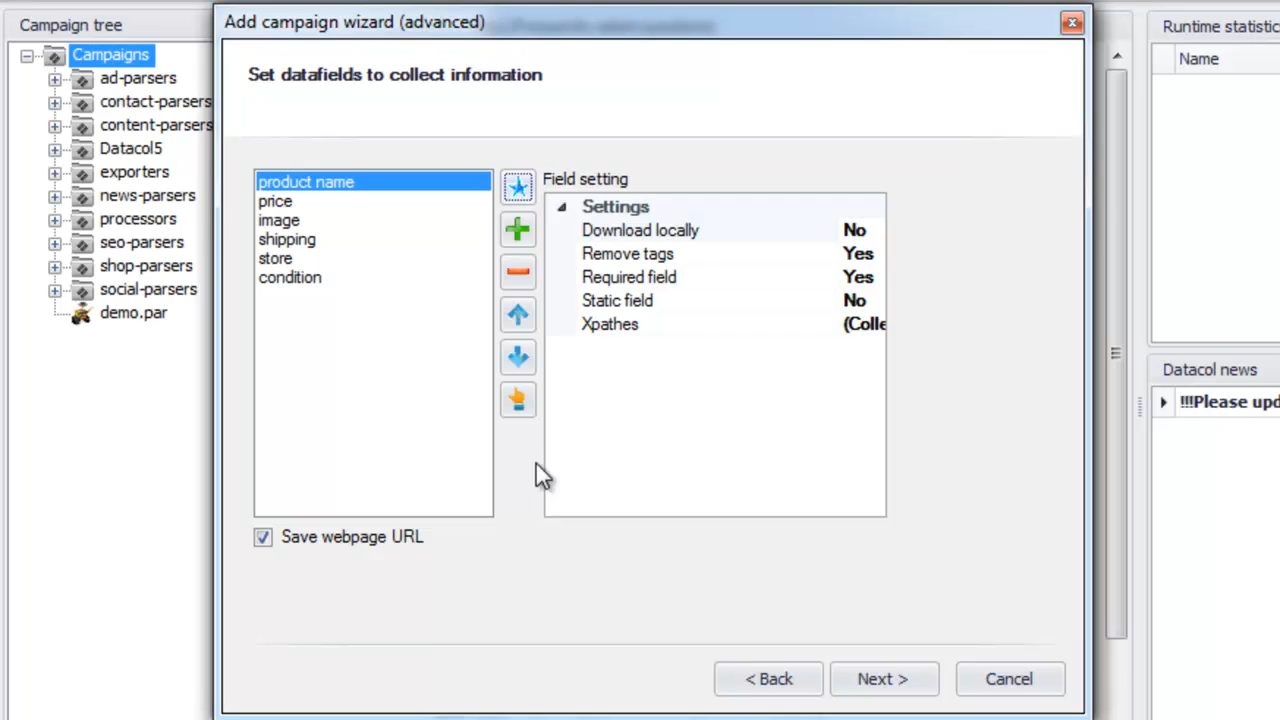 Campaign tree
Campaigns
ad-parsers
contact-parsers
content-parsers
Datacol5
exporters
news-parsers
processors
seo-parsers
shop-parsers
social-parsers
demo.par
Add campaign wizard (advanced)
Set datafields to collect information
product name
price
image
shipping
store
condition
Field setting
Settings
Download locally No
Remove tags Yes
Required field Yes
Static field No
Xpathes (Colle
Save webpage URL
< Back
Next >
Cancel
Runtime statistic
Name
Datacol news
!!!Please upd